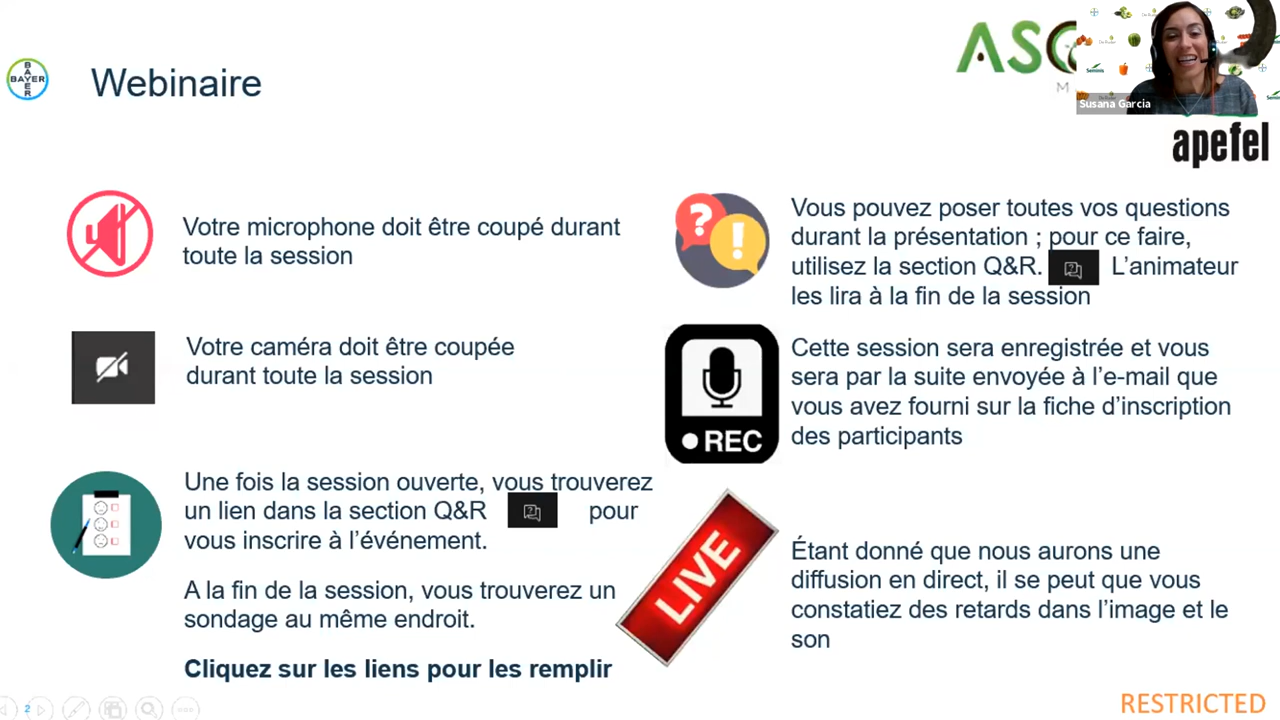 BAYER
BAYER
Webinaire
Susana Garcia
apefel
Votre microphone doit être coupé durant
toute la session
Votre caméra doit être coupée
durant toute la session
Une fois la session ouverte, vous trouverez
un lien dans la section Q&R pour
vous inscrire à l’événement.
A la fin de la session, vous trouverez un
sondage au même endroit.
Cliquez sur les liens pour les remplir
Vous pouvez poser toutes vos questions
durant la présentation ; pour ce faire,
utilisez la section Q&R. L’animateur
les lira à la fin de la session
REC
Cette session sera enregistrée et vous
sera par la suite envoyée à l’e-mail que
vous avez fourni sur la fiche d’inscription
des participants
LIVE
Étant donné que nous aurons une
diffusion en direct, il se peut que vous
constatiez des retards dans l’image et le
son
2
RESTRICTED